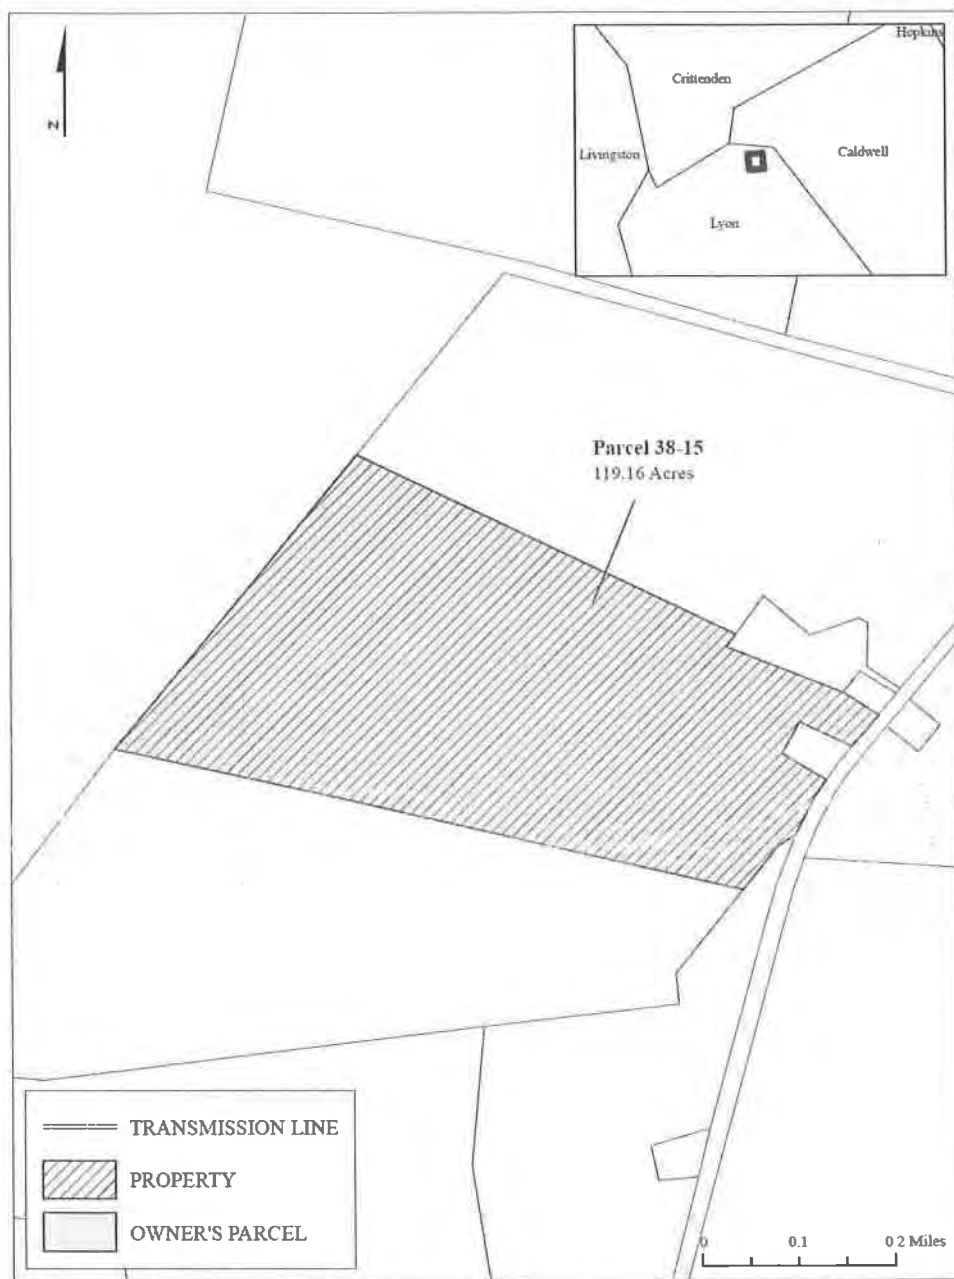 N
Hopkins
Crittenden
Livingston
Caldwell
Lyon
Parcel 38-15
119.16 Acres
TRANSMISSION LINE
PROPERTY
OWNER'S PARCEL
0 0.1 0 2 Miles